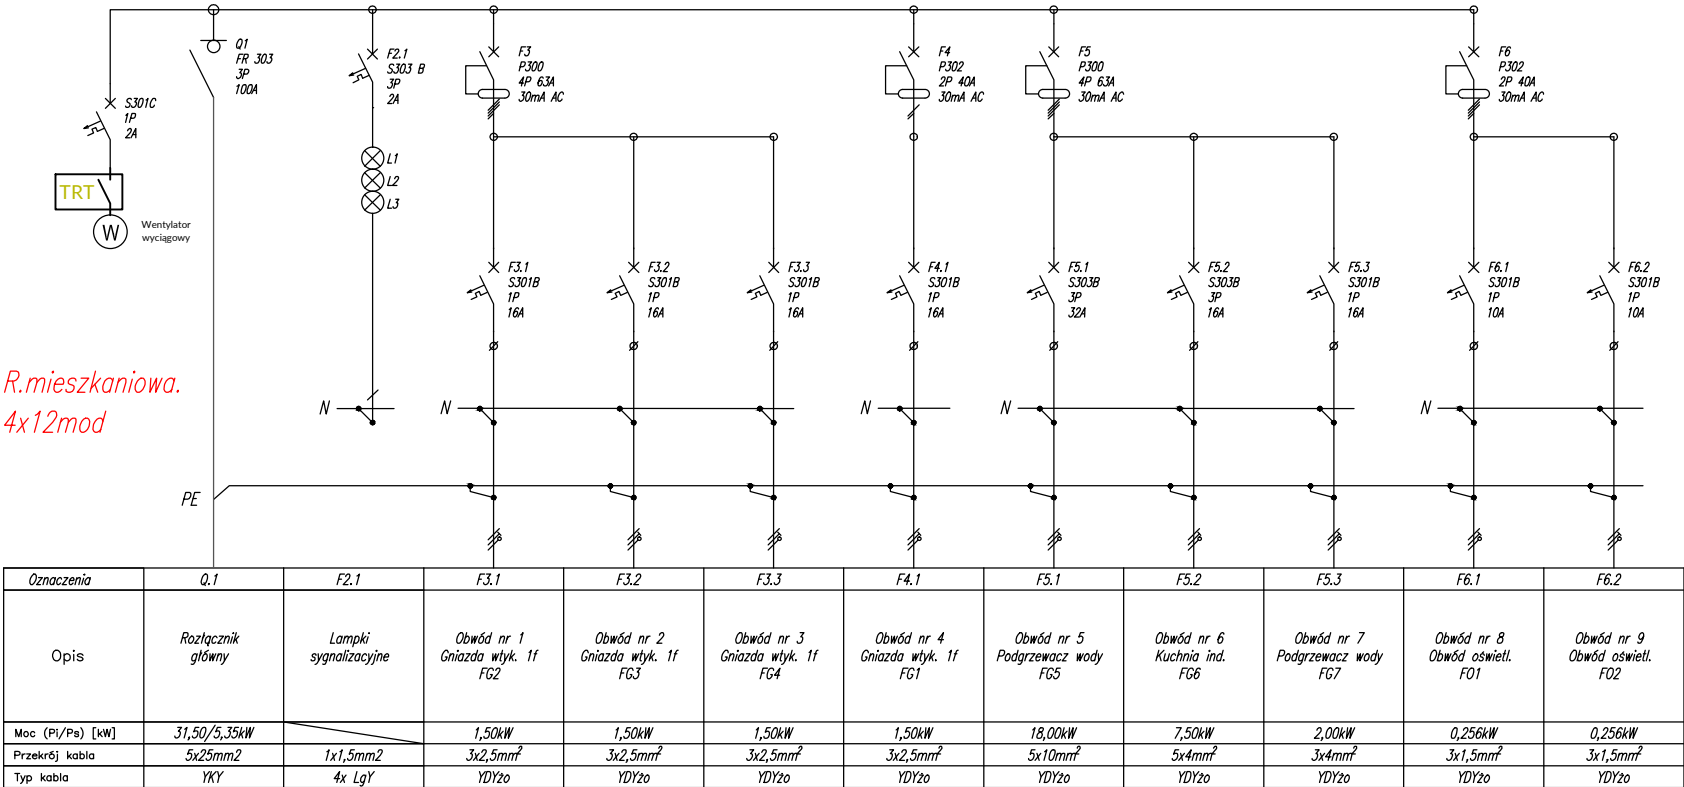 Q1
FR 303
3P
100A
F2.1
S303 B
3P
2A
F3
P300
4P 63A
30mA AC
F4
P302
2P 40A
30mA AC
F5
P300
4P 63A
30mA AC
F6
P302
2P 40A
30mA AC
S301C
1P
2A
TRT
W
Wentylator
wyciągowy
L1
L2
L3
F3.1
S301B
1P
16A
F3.2
S301B
1P
16A
F3.3
S301B
1P
16A
F4.1
S301B
1P
16A
F5.1
S303B
3P
32A
F5.2
S303B
3P
16A
F5.3
S301B
1P
16A
F6.1
S301B
1P
10A
F6.2
S301B
1P
10A
R.mieszkaniowa.
4x12mod
N N N N N
PE
Oznaczenia Q.1 F2.1 F3.1 F3.2 F3.3 F4.1 F5.1 F5.2 F5.3 F6.1 F6.2
Opis
Rozłącznik
główny
Lampki
sygnalizacyjne
Obwód nr 1
Gniazda wtyk. 1f
FG2
Obwód nr 2
Gniazda wtyk. 1f
FG3
Obwód nr 3
Gniazda wtyk. 1f
FG4
Obwód nr 4
Gniazda wtyk. 1f
FG1
Obwód nr 5
Podgrzewacz wody
FG5
Obwód nr 6
Kuchnia ind.
FG6
Obwód nr 7
Podgrzewacz wody
FG7
Obwód nr 8
Obwód oświetl.
FO1
Obwód nr 9
Obwód oświetl.
FO2
Moc (Pi/Ps) [kW] 31,50/5,35kW 1,50kW 1,50kW 1,50kW 1,50kW 18,00kW 7,50kW 2,00kW 0,256kW 0,256kW
Przekrój kabla 5x25mm2 1x1,5mm2 3x2,5mm² 3x2,5mm² 3x2,5mm² 3x2,5mm² 5x10mm² 5x4mm² 3x4mm² 3x1,5mm² 3x1,5mm²
Typ kabla YKY 4x LgY YDYżo YDYżo YDYżo YDYżo YDYżo YDYżo YDYżo YDYżo YDYżo